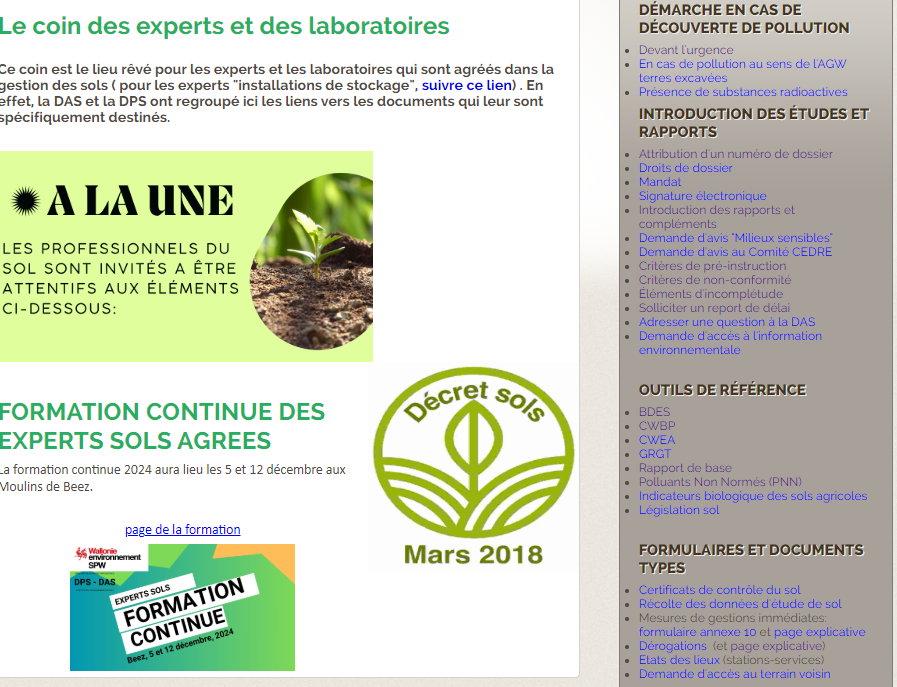 Le coin des experts et des laboratoires
Ce coin est le lieu rêvé pour les experts et les laboratoires qui sont agréés dans la
gestion des sols ( pour les experts "installations de stockage", suivre ce lien) . En
effet, la DAS et la DPS ont regroupé ici les liens vers les documents qui leur sont
spécifiquement destinés.
A LA UNE
LES PROFESSIONNELS DU
SOL SONT INVITÉS A ÊTRE
ATTENTIFS AUX ÉLÉMENTS
CI-DESSOUS:
Décret sols
Mars 2018
FORMATION CONTINUE DES
EXPERTS SOLS AGREES
La formation continue 2024 aura lieu les 5 et 12 décembre aux
Moulins de Beez.
page de la formation
Wallonie
environnement
SPW
DPS - DAS
EXPERTS SOLS
FORMATION
CONTINUE
Beez, 5 et 12 décembre, 2024
DÉMARCHE EN CAS DE
DÉCOUVERTE DE POLLUTION
Devant l'urgence
En cas de pollution au sens de l'AGW
terres excavées
Présence de substances radioactives
INTRODUCTION DES ÉTUDES ET
RAPPORTS
Attribution d'un numéro de dossier
Droits de dossier
Mandat
Signature électronique
Introduction des rapports et
compléments
Demande d'avis "Milieux sensibles"
Demande d'avis au Comité CEDRE
Critères de pré-instruction
Critères de non-conformité
Éléments d'incomplétude
Solliciter un report de délai
Adresser une question à la DAS
Demande d'accès à l'information
environnementale
OUTILS DE RÉFÉRENCE
BDES
CWBP
CWEA
GRGT
Rapport de base
Polluants Non Normés (PNN)
Indicateurs biologique des sols agricoles
Législation sol
FORMULAIRES ET DOCUMENTS
TYPES
Certificats de contrôle du sol
Récolte des données d'étude de sol
Mesures de gestions immédiates:
formulaire annexe 10 et page explicative
Dérogations (et page explicative)
Etats des lieux (stations-services)
Demande d'accès au terrain voisin